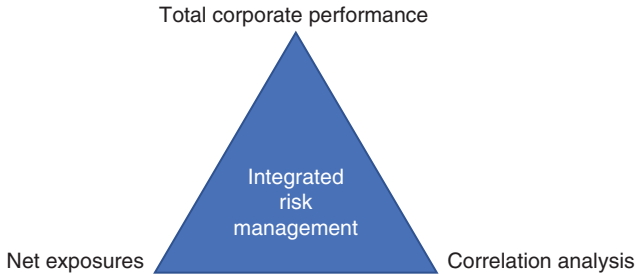 Total corporate performance
Integrated
risk
management
Net exposures
Correlation analysis